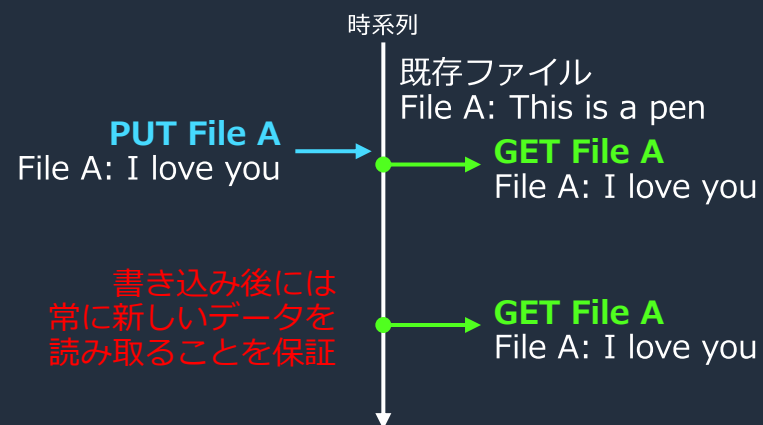 時系列
既存ファイル
File A: This is a pen
PUT File A
File A: I love you
GET File A
File A: I love you
書き込み後には
常に新しいデータを
読み取ることを保証
GET File A
File A: I love you